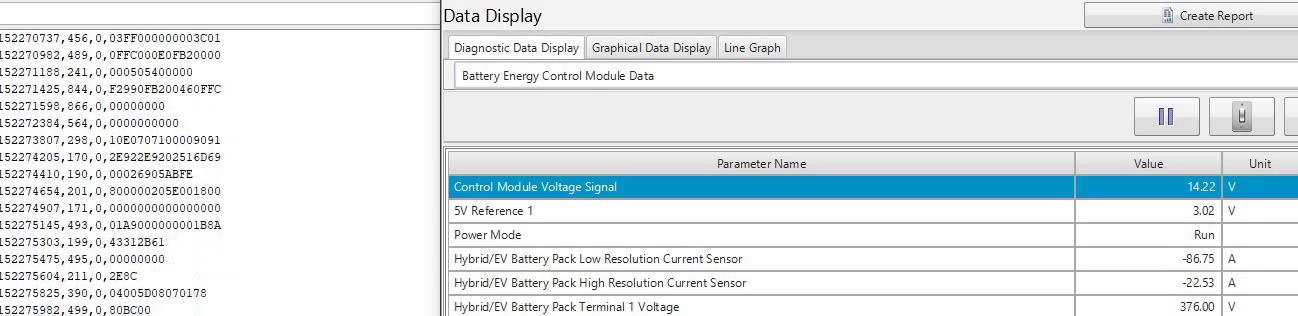 152270737,456,0,03FF000000003C01
152270982,489,0,0FFC000E0FB20000
152271188,241,0,000505400000
152271425,844,0,F2990FB200460FFC
152271598,866,0,00000000
152272384,564,0,0000000000
152273807,298,0,10E0707100009091
152274205,170,0,2E922E9202516D69
152274410,190,0,00026905ABFE
152274654,201,0,800000205E001800
152274907,171,0,0000000000000000
152275145,493,0,01A9000000001B8A
152275303,199,0,43312B61
152275475,495,0,00000000
152275604,211,0,2E8C
152275825,390,0,04005D08070178
152275982,499,0,80BC00
Data Display
Create Report
Diagnostic Data Display Graphical Data Display Line Graph
Battery Energy Control Module Data
Parameter Name Value Unit
Control Module Voltage Signal 14.22 V
5V Reference 1 3.02 V
Power Mode Run
Hybrid/EV Battery Pack Low Resolution Current Sensor -86.75 A
Hybrid/EV Battery Pack High Resolution Current Sensor -22.53 A
Hybrid/EV Battery Pack Terminal 1 Voltage 376.00 V